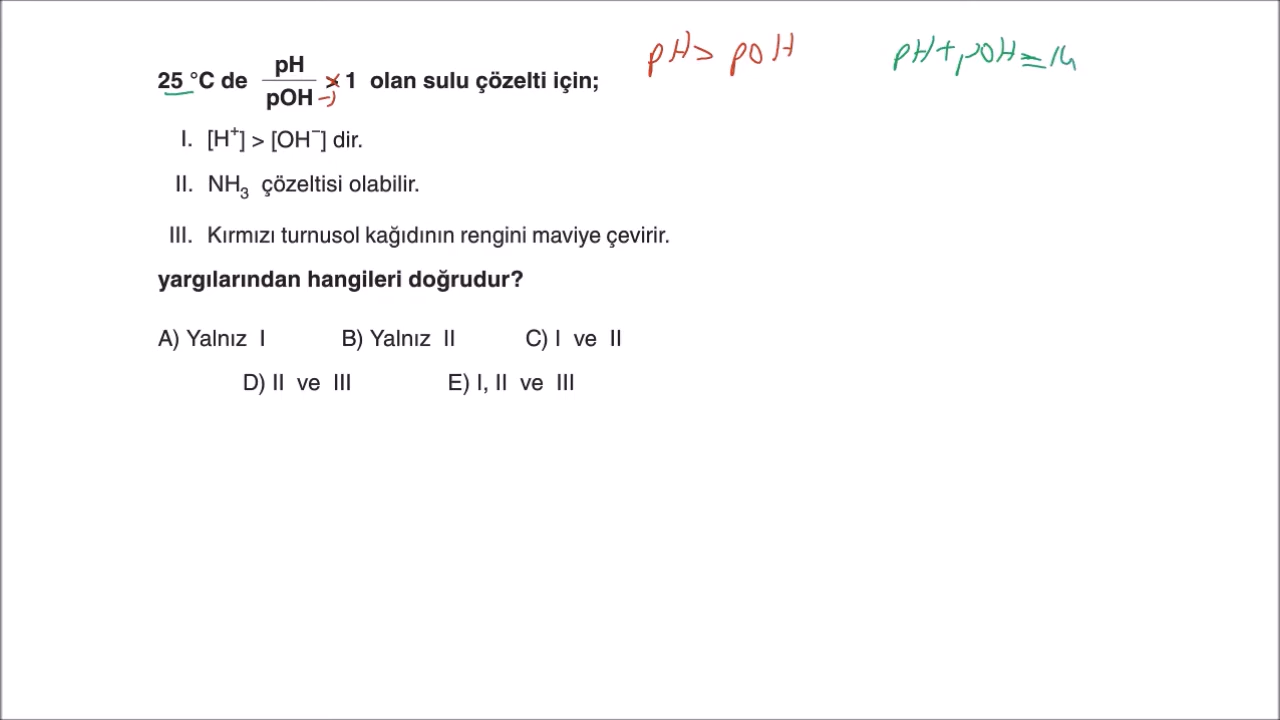 pH > pOH
pH + pOH = 14
25 °C de pH/pOH > 1 olan sulu çözelti için;
I. [H⁺] > [OH⁻] dir.
II. NH₃ çözeltisi olabilir.
III. Kırmızı turnusol kağıdının rengini maviye çevirir.
yargılarından hangileri doğrudur?
A) Yalnız I B) Yalnız II C) I ve II
D) II ve III E) I, II ve III